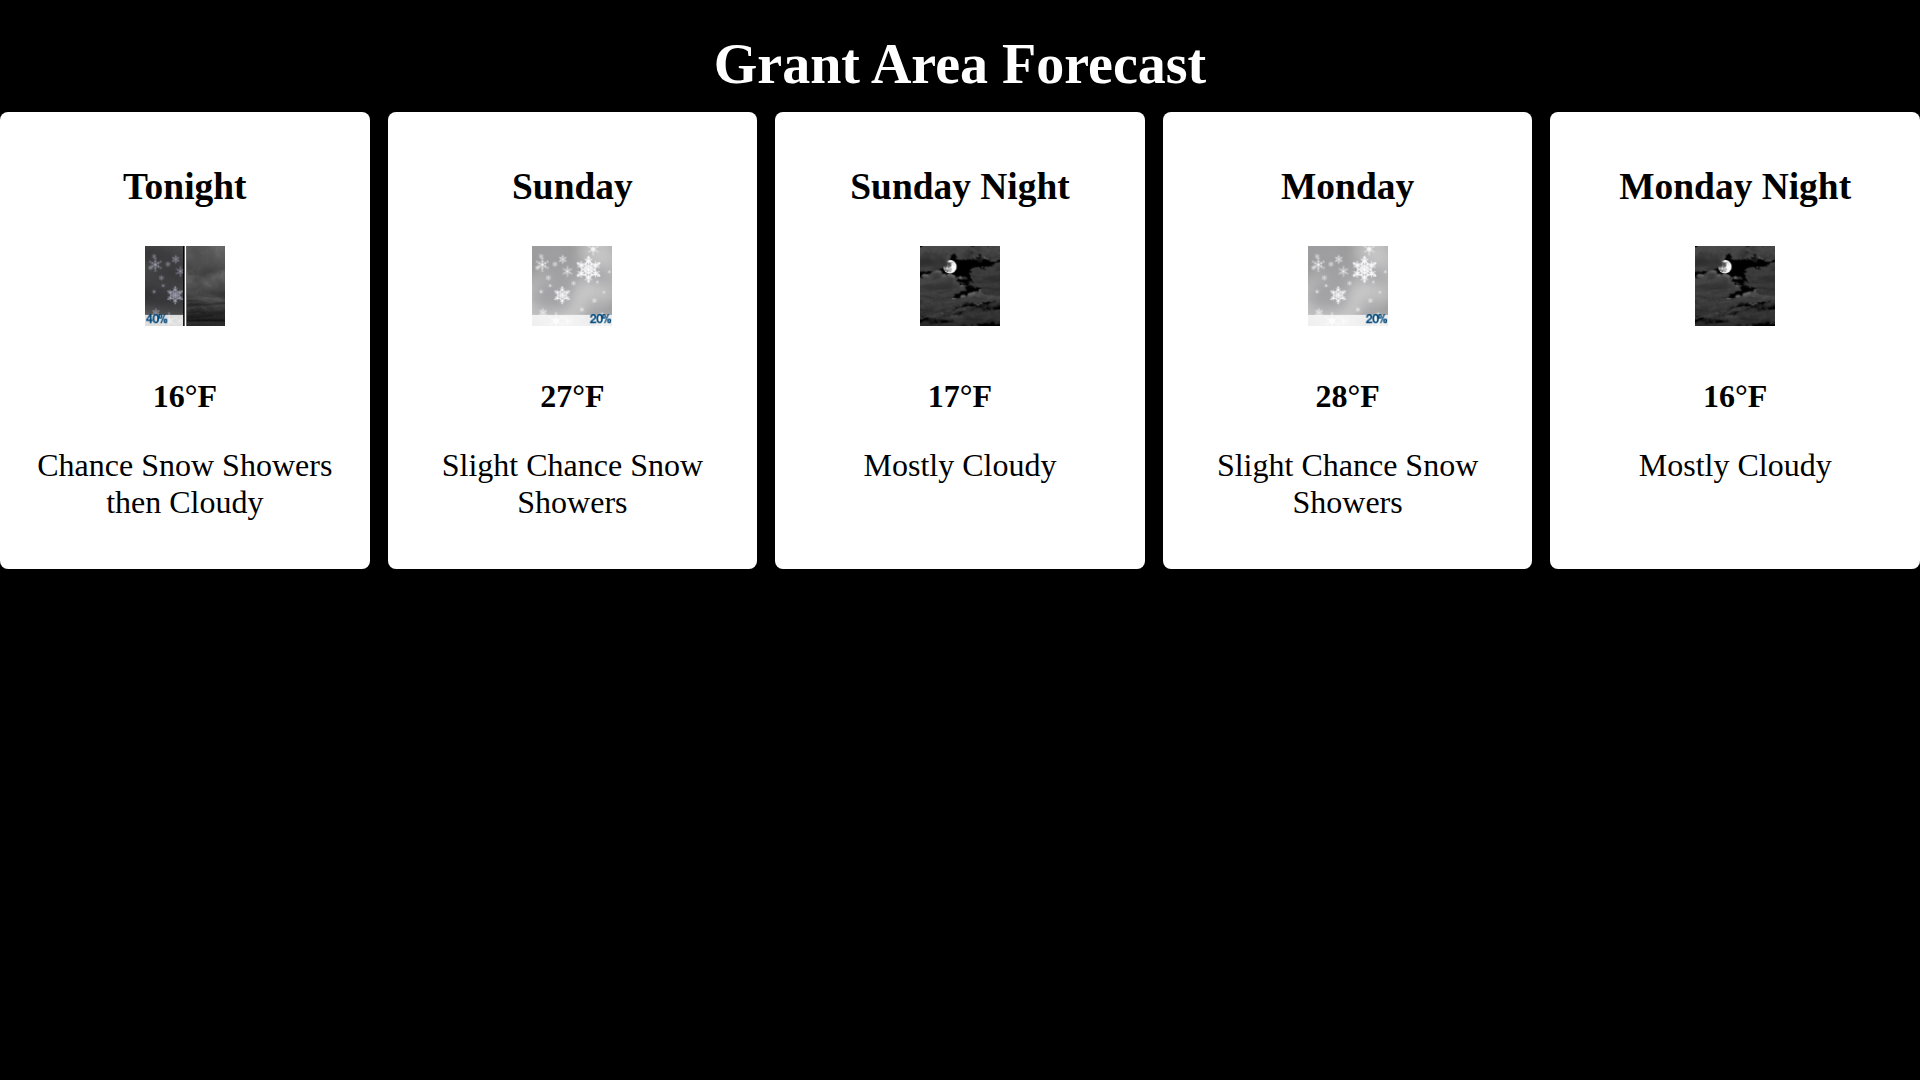 Grant Area Forecast
Tonight
40%
16°F
Chance Snow Showers
then Cloudy
Sunday
20%
27°F
Slight Chance Snow
Showers
Sunday Night
17°F
Mostly Cloudy
Monday
20%
28°F
Slight Chance Snow
Showers
Monday Night
16°F
Mostly Cloudy